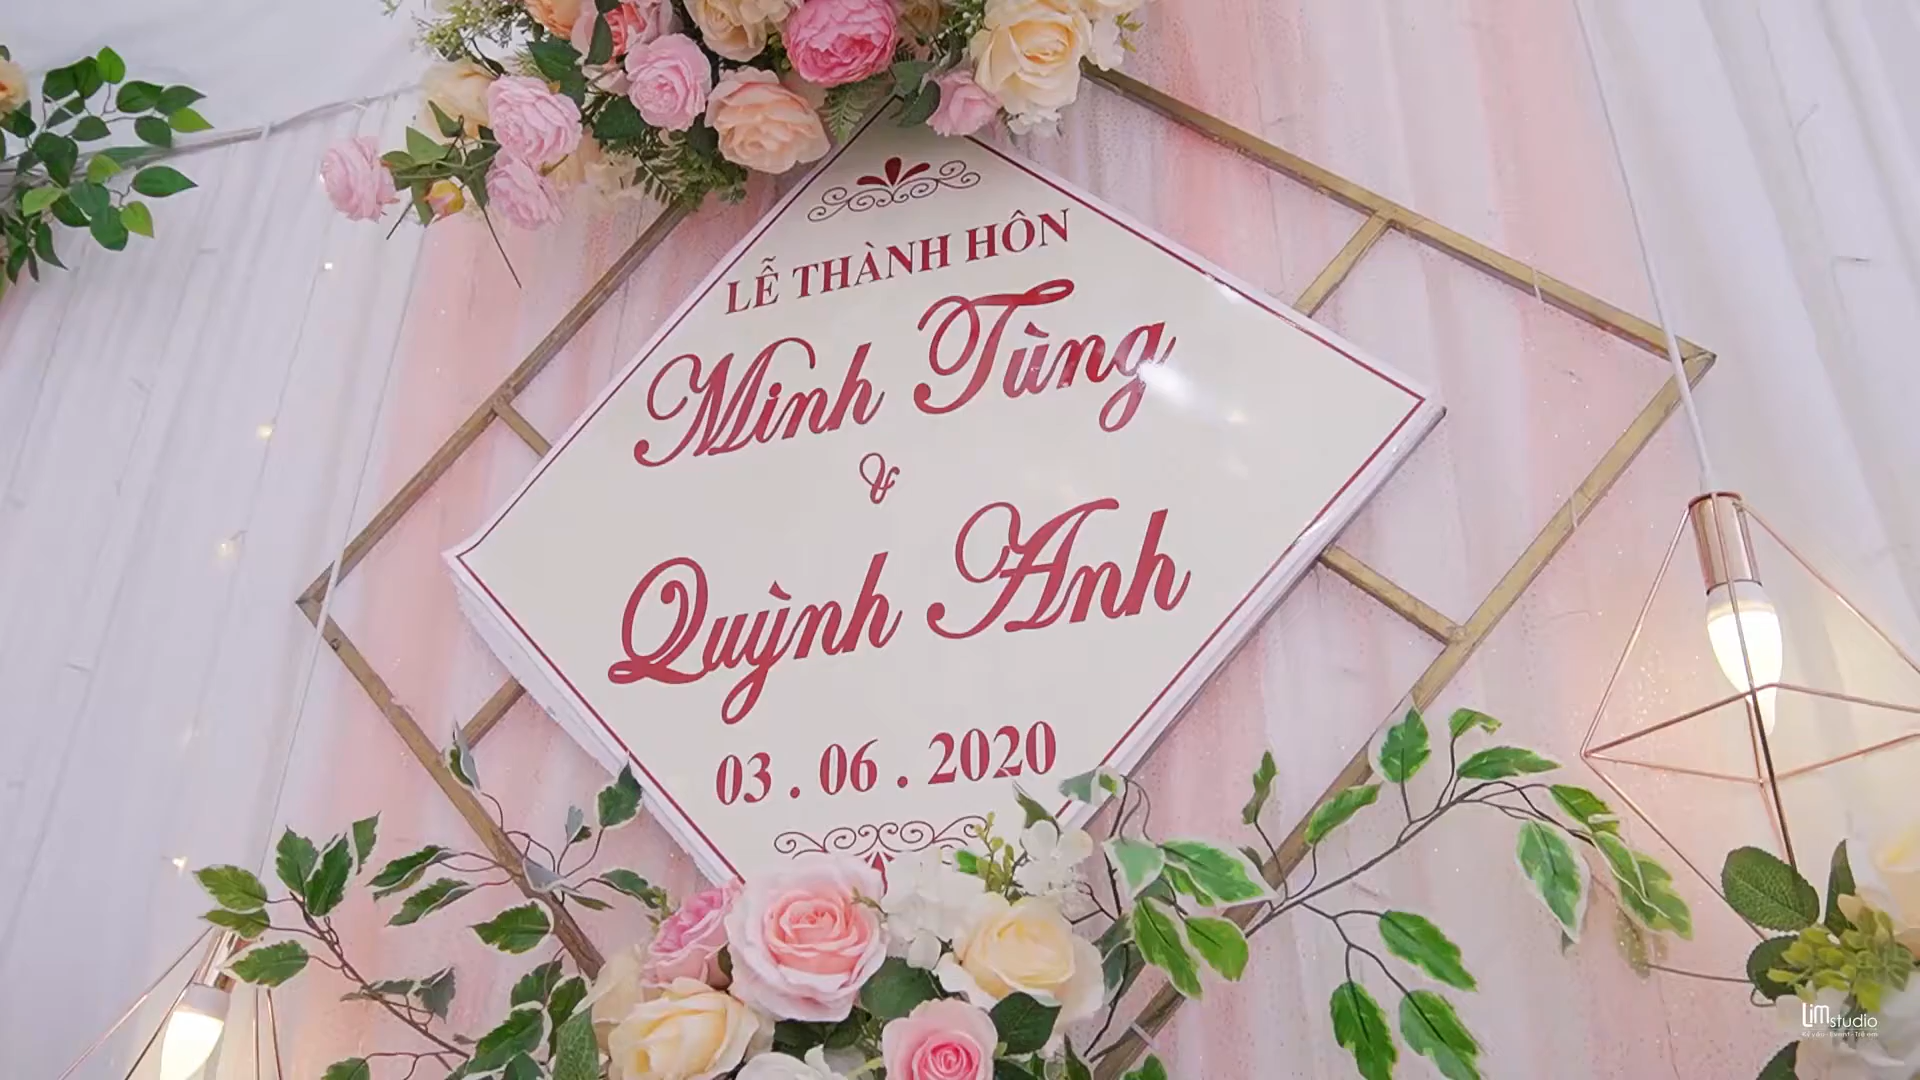 LỄ THÀNH HÔN
Minh Tùng
&
Quỳnh Anh
03 . 06 . 2020
LiM studio